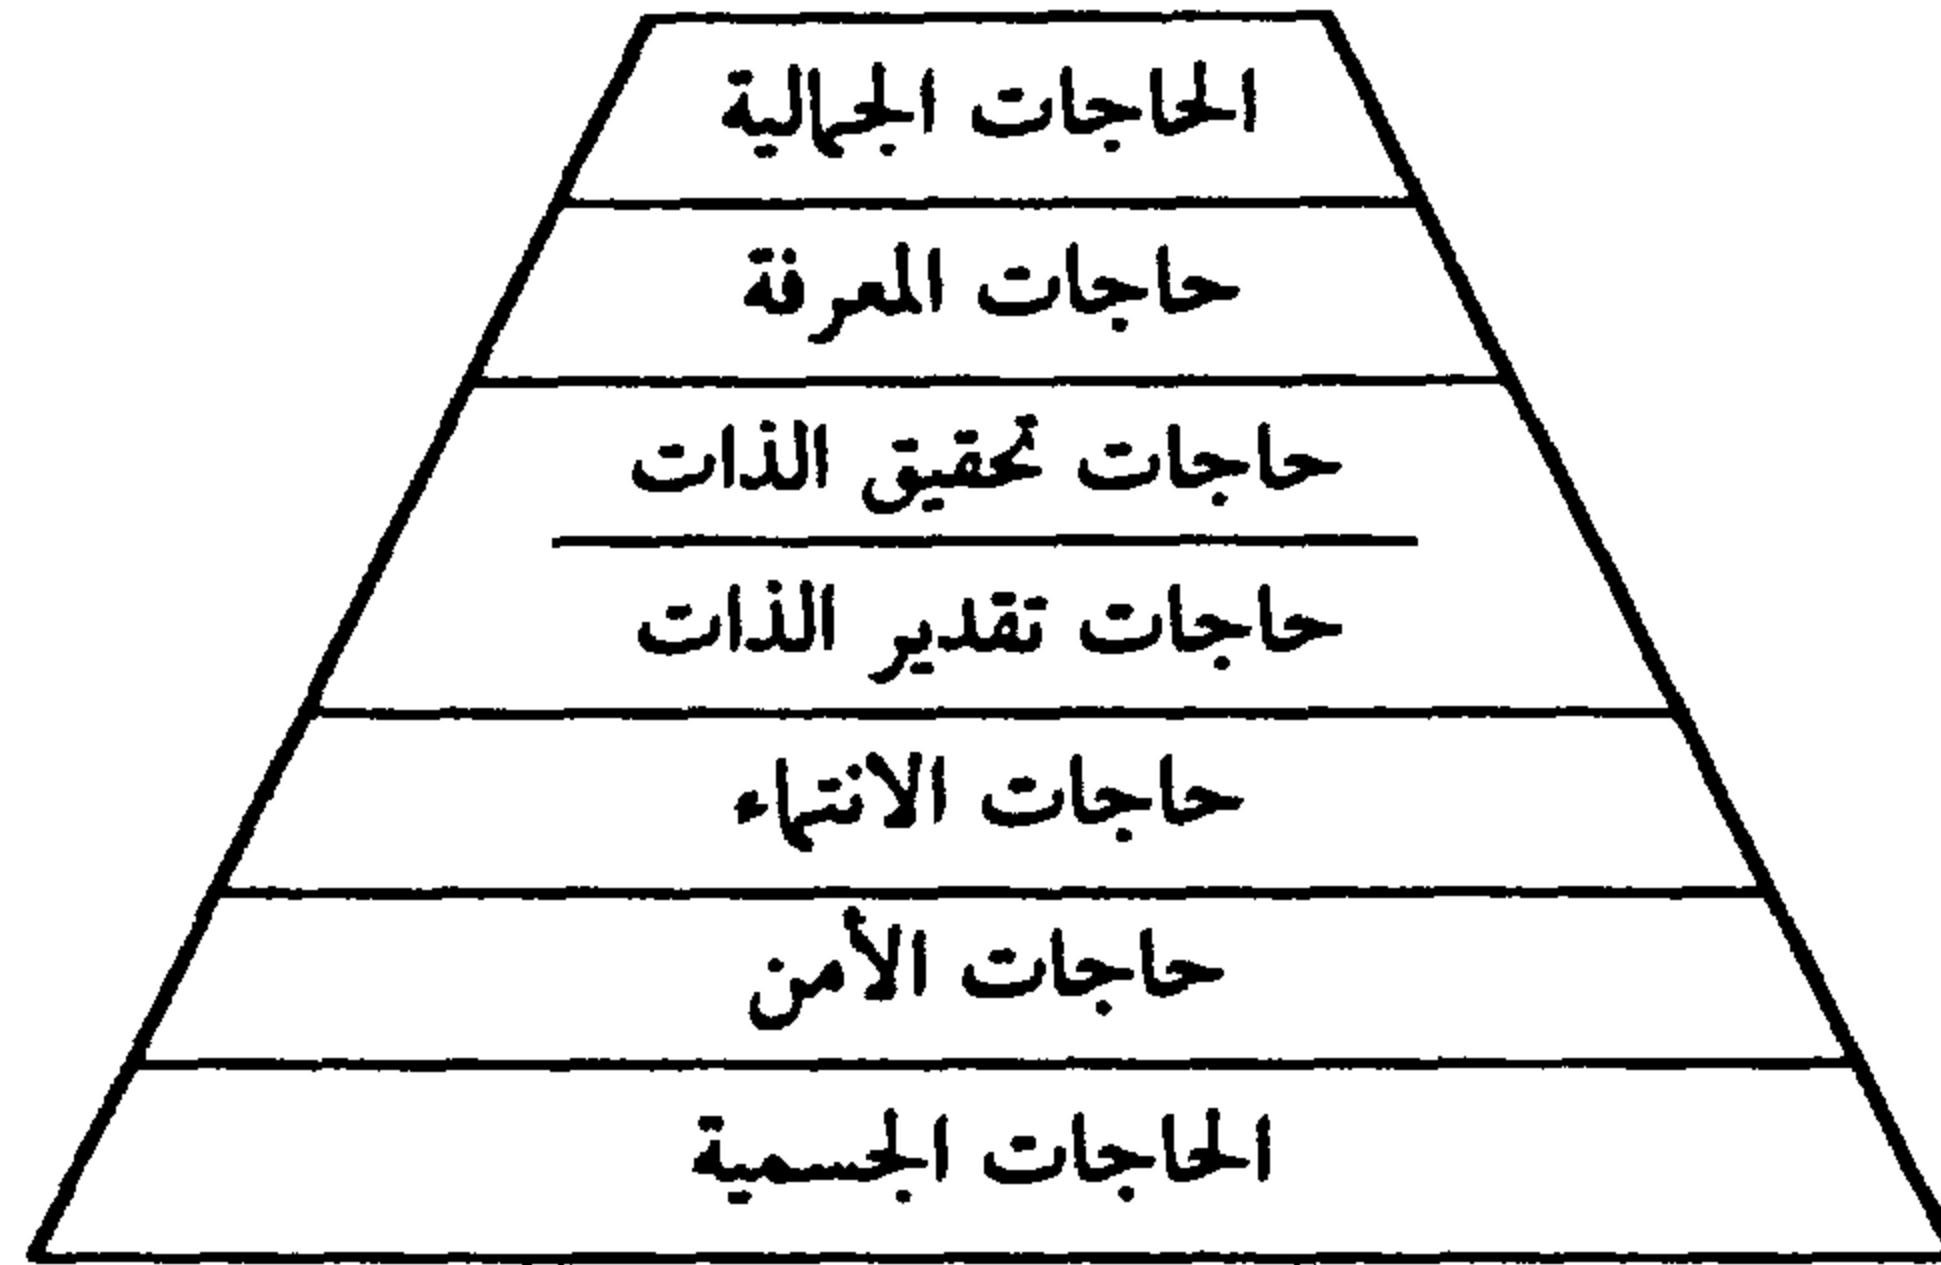 الحاجات الجمالية
حاجات المعرفة
حاجات تحقيق الذات
حاجات تقدير الذات
حاجات الانتماء
حاجات الأمن
الحاجات الجسمية